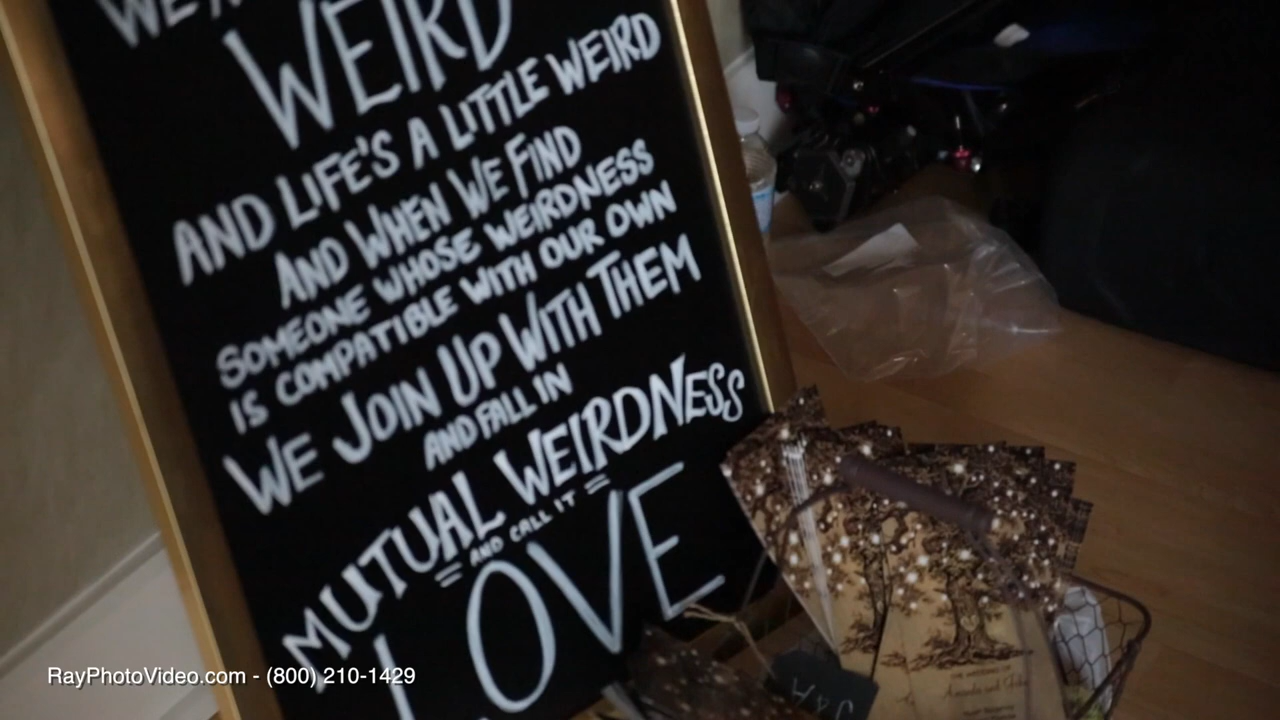 WEIRD
AND LIFE'S A LITTLE WEIRD
AND WHEN WE FIND
SOMEONE WHOSE WEIRDNESS
IS COMPATIBLE WITH OUR OWN
WE JOIN UP WITH THEM
AND FALL IN
MUTUAL WEIRDNESS
= AND CALL IT =
LOVE
J & A
RayPhotoVideo.com - (800) 210-1429